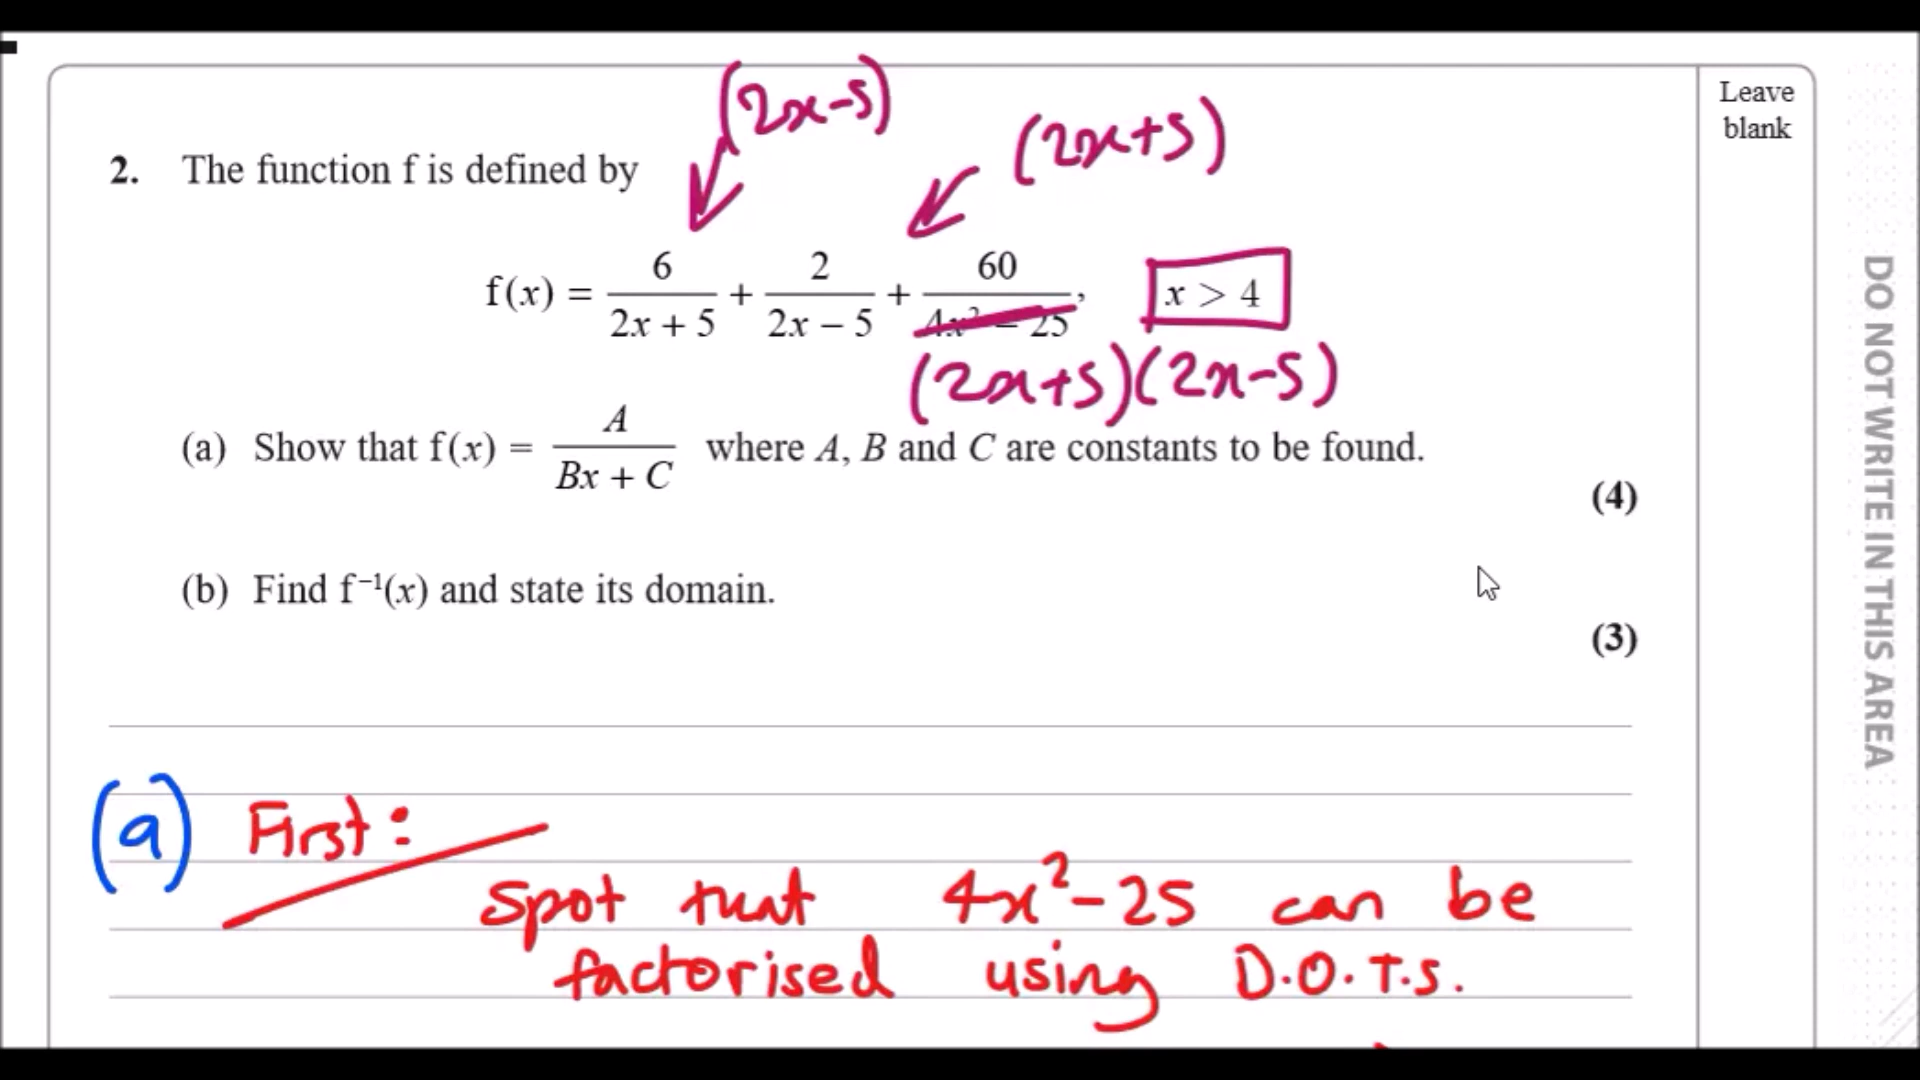 (2x-5)
(2x+5)
Leave
blank
2. The function f is defined by
f(x) = 6/(2x + 5) + 2/(2x – 5) + 60/(4x² – 25), x > 4
(2x+5)(2x-5)
(a) Show that f(x) = A/(Bx + C) where A, B and C are constants to be found.
(4)
(b) Find f⁻¹(x) and state its domain.
(3)
(a) First:
spot that 4x²-25 can be
factorised using D.O.T.S.
DO NOT WRITE IN THIS AREA